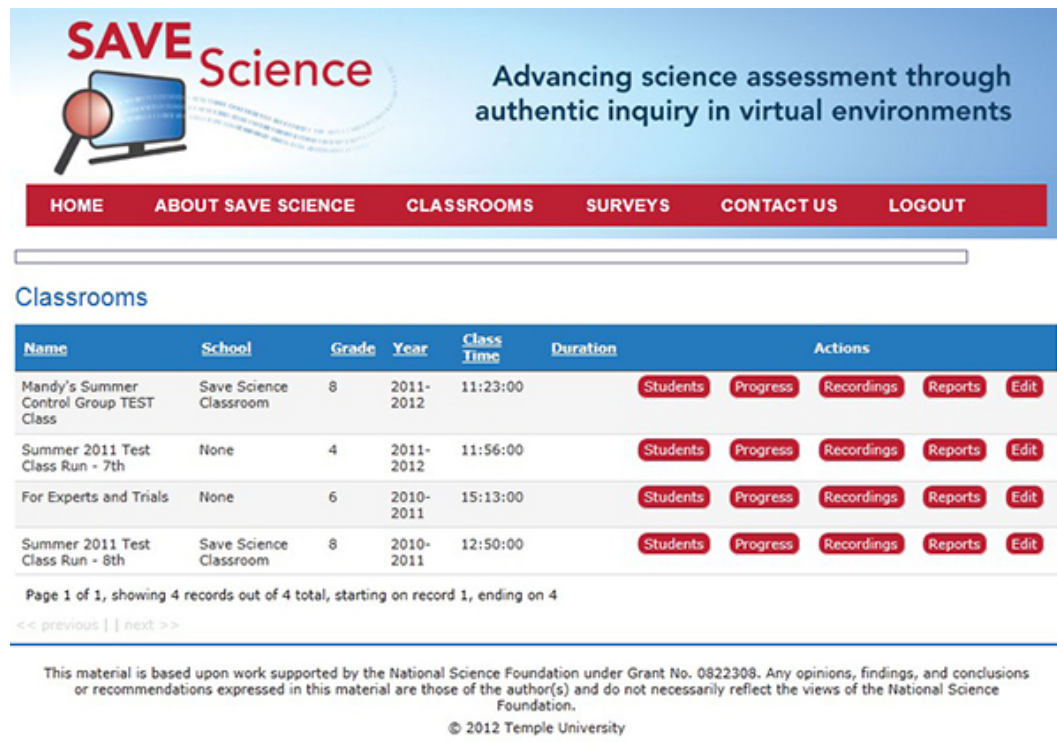 SAVE
Science
Advancing science assessment through
authentic inquiry in virtual environments
HOME ABOUT SAVE SCIENCE CLASSROOMS SURVEYS CONTACT US LOGOUT
Classrooms
Name School Grade Year Class Time Duration Actions
Mandy's Summer Save Science 8 2011- 11:23:00 Students Progress Recordings Reports Edit
Control Group TEST Classroom 2012
Class
Summer 2011 Test None 4 2011- 11:56:00 Students Progress Recordings Reports Edit
Class Run - 7th 2012
For Experts and Trials None 6 2010- 15:13:00 Students Progress Recordings Reports Edit
2011
Summer 2011 Test Save Science 8 2010- 12:50:00 Students Progress Recordings Reports Edit
Class Run - 8th Classroom 2011
Page 1 of 1, showing 4 records out of 4 total, starting on record 1, ending on 4
<< previous | | next >>
This material is based upon work supported by the National Science Foundation under Grant No. 0822308. Any opinions, findings, and conclusions
or recommendations expressed in this material are those of the author(s) and do not necessarily reflect the views of the National Science
Foundation.
© 2012 Temple University